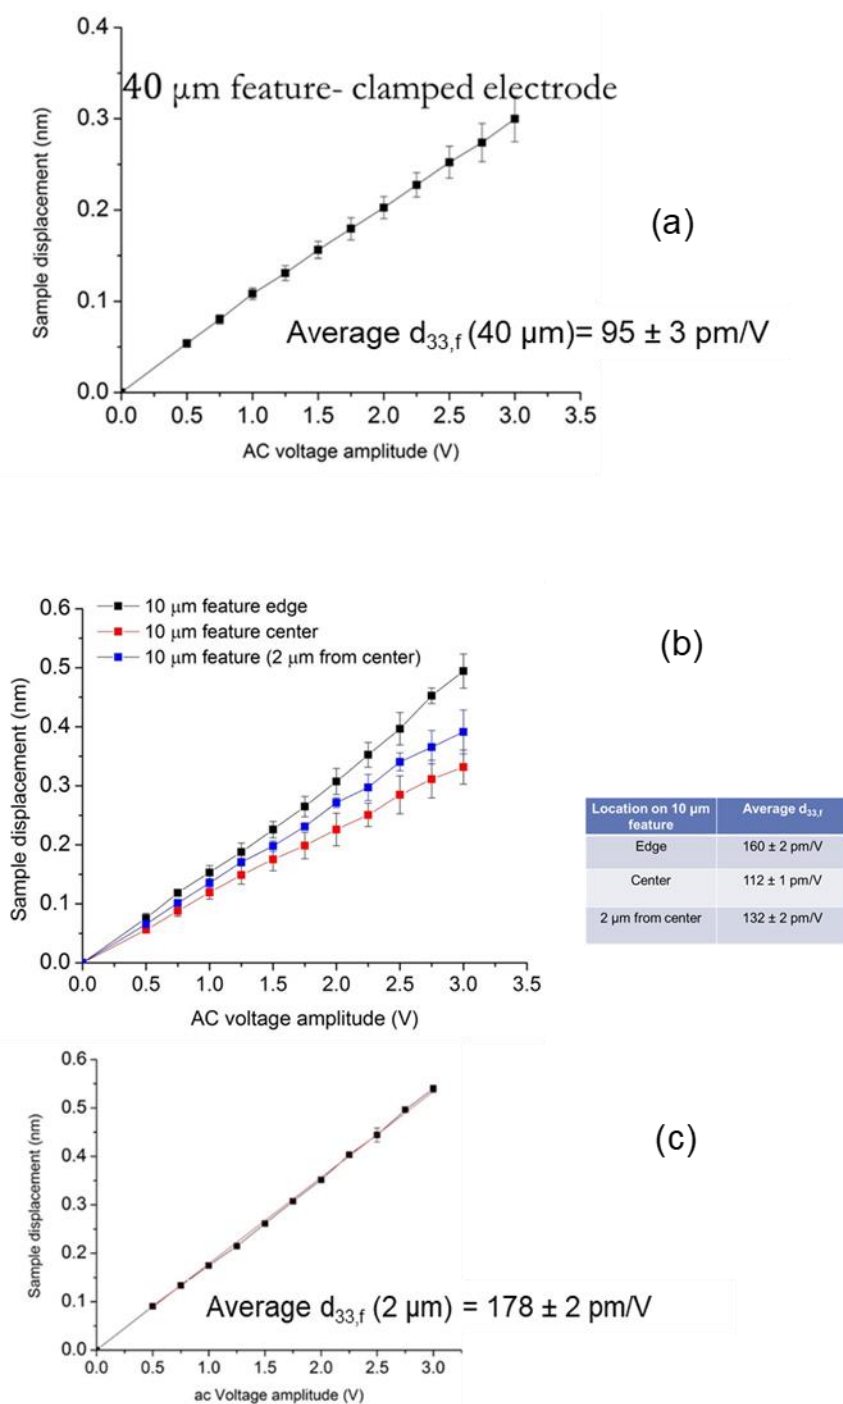 0.4
40 μm feature- clamped electrode
0.3
0.2
0.1
0.0
Sample displacement (nm)
(a)
Average d33,f (40 μm)= 95 ± 3 pm/V
0.0 0.5 1.0 1.5 2.0 2.5 3.0 3.5
AC voltage amplitude (V)
0.6
0.5
0.4
0.3
0.2
0.1
0.0
Sample displacement (nm)
10 μm feature edge
10 μm feature center
10 μm feature (2 μm from center)
(b)
0.0 0.5 1.0 1.5 2.0 2.5 3.0 3.5
AC voltage amplitude (V)
Location on 10 μm feature Average d33,f
Edge 160 ± 2 pm/V
Center 112 ± 1 pm/V
2 μm from center 132 ± 2 pm/V
0.6
0.5
0.4
0.3
0.2
0.1
0.0
Sample displacement (nm)
(c)
Average d33,f (2 μm) = 178 ± 2 pm/V
0.0 0.5 1.0 1.5 2.0 2.5 3.0
ac Voltage amplitude (V)